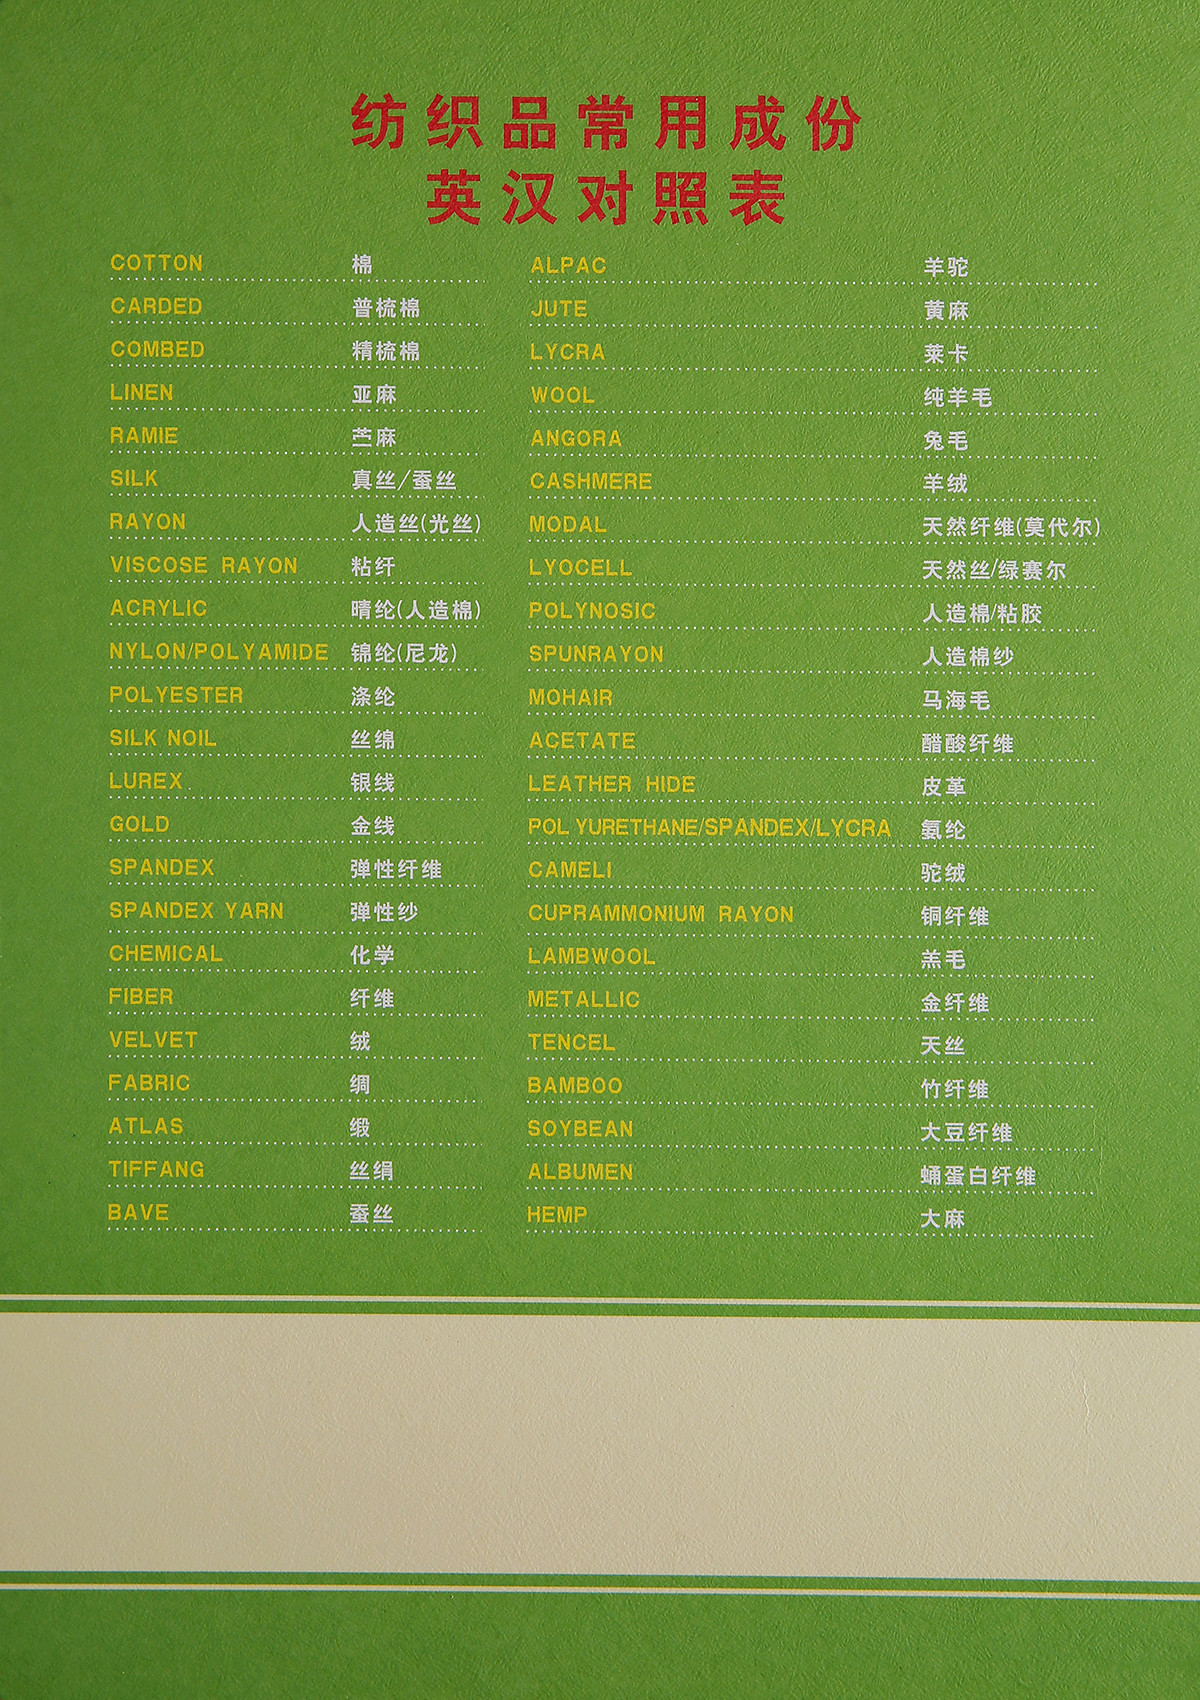 纺织品常用成份
英汉对照表
COTTON 棉
CARDED 普梳棉
COMBED 精梳棉
LINEN 亚麻
RAMIE 苎麻
SILK 真丝/蚕丝
RAYON 人造丝(光丝)
VISCOSE RAYON 粘纤
ACRYLIC 晴纶(人造棉)
NYLON/POLYAMIDE 锦纶(尼龙)
POLYESTER 涤纶
SILK NOIL 丝绵
LUREX 银线
GOLD 金线
SPANDEX 弹性纤维
SPANDEX YARN 弹性纱
CHEMICAL 化学
FIBER 纤维
VELVET 绒
FABRIC 绸
ATLAS 缎
TIFFANG 丝绢
BAVE 蚕丝
ALPAC 羊驼
JUTE 黄麻
LYCRA 莱卡
WOOL 纯羊毛
ANGORA 兔毛
CASHMERE 羊绒
MODAL 天然纤维(莫代尔)
LYOCELL 天然丝/绿赛尔
POLYNOSIC 人造棉/粘胶
SPUNRAYON 人造棉纱
MOHAIR 马海毛
ACETATE 醋酸纤维
LEATHER HIDE 皮革
POLYURETHANE/SPANDEX/LYCRA 氨纶
CAMELI 驼绒
CUPRAMMONIUM RAYON 铜纤维
LAMBWOOL 羔毛
METALLIC 金纤维
TENCEL 天丝
BAMBOO 竹纤维
SOYBEAN 大豆纤维
ALBUMEN 蛹蛋白纤维
HEMP 大麻